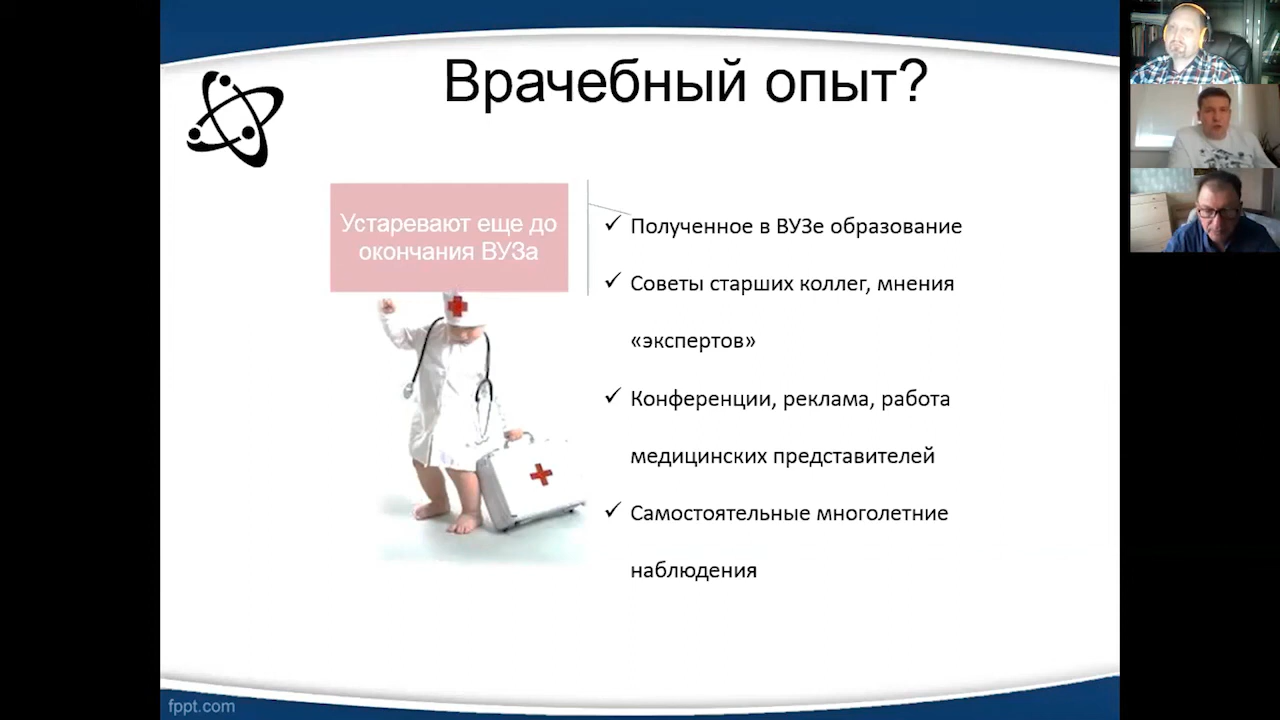 Врачебный опыт?
Устаревают еще до
окончания ВУЗа
✓ Полученное в ВУЗе образование
✓ Советы старших коллег, мнения
«экспертов»
✓ Конференции, реклама, работа
медицинских представителей
✓ Самостоятельные многолетние
наблюдения
fppt.com